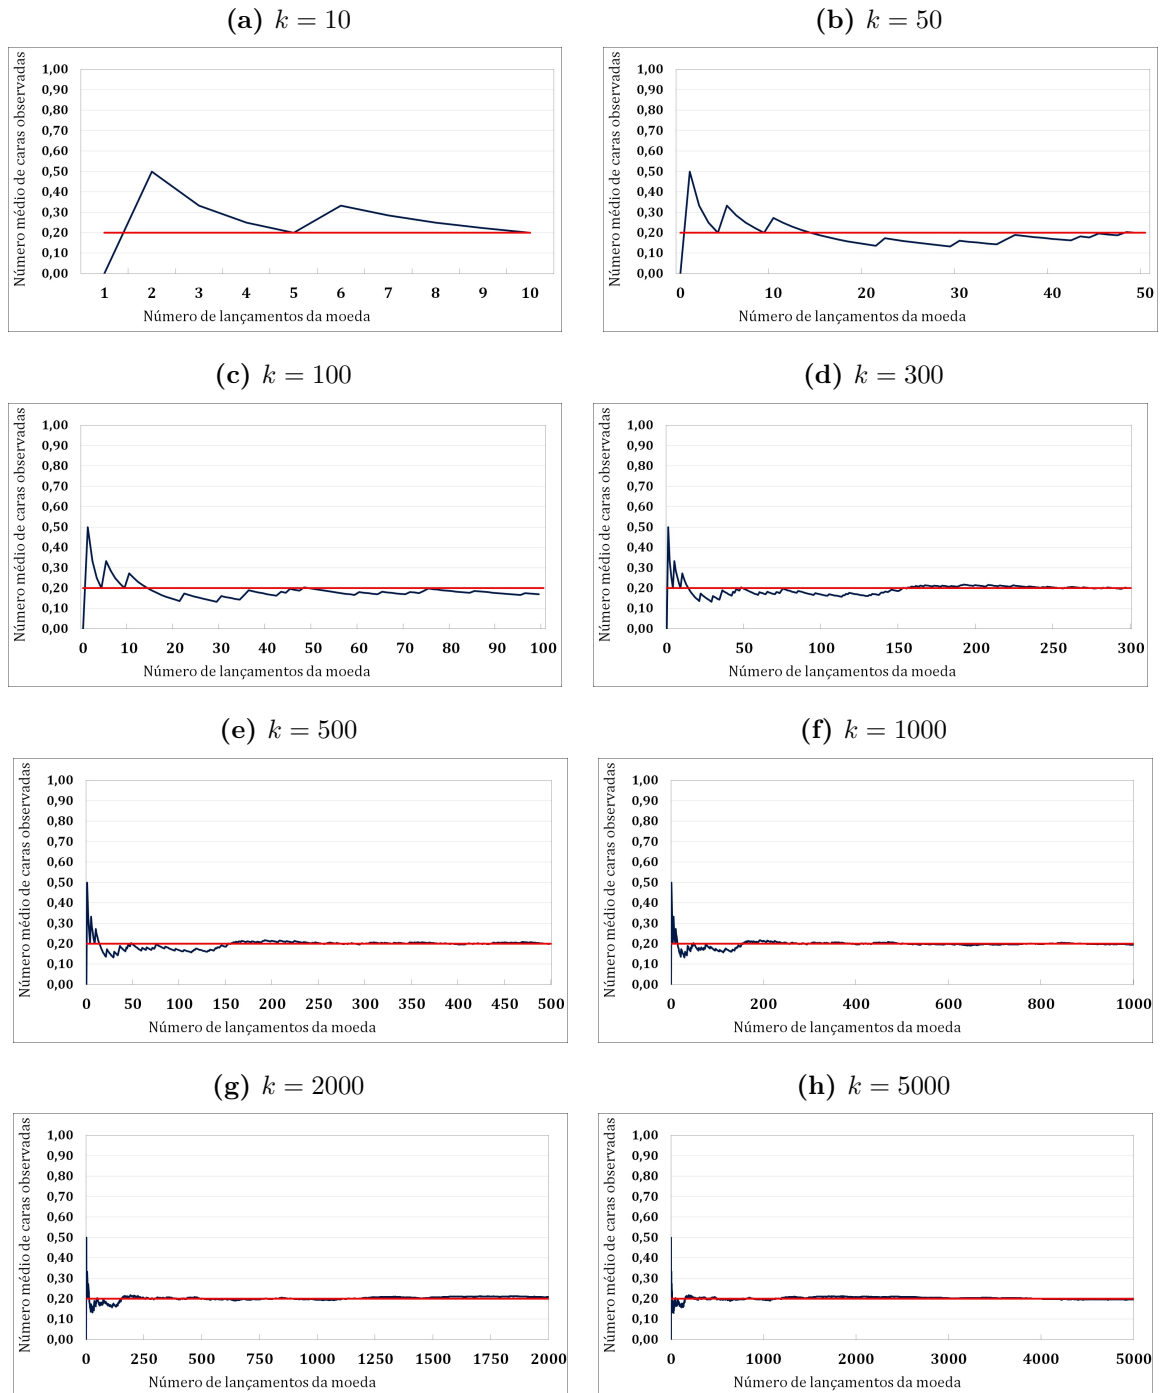 (a) k = 10
Número médio de caras observadas
1,00
0,90
0,80
0,70
0,60
0,50
0,40
0,30
0,20
0,10
0,00
1 2 3 4 5 6 7 8 9 10
Número de lançamentos da moeda
(b) k = 50
Número médio de caras observadas
1,00
0,90
0,80
0,70
0,60
0,50
0,40
0,30
0,20
0,10
0,00
0 10 20 30 40 50
Número de lançamentos da moeda
(c) k = 100
Número médio de caras observadas
1,00
0,90
0,80
0,70
0,60
0,50
0,40
0,30
0,20
0,10
0,00
0 10 20 30 40 50 60 70 80 90 100
Número de lançamentos da moeda
(d) k = 300
Número médio de caras observadas
1,00
0,90
0,80
0,70
0,60
0,50
0,40
0,30
0,20
0,10
0,00
0 50 100 150 200 250 300
Número de lançamentos da moeda
(e) k = 500
Número médio de caras observadas
1,00
0,90
0,80
0,70
0,60
0,50
0,40
0,30
0,20
0,10
0,00
0 50 100 150 200 250 300 350 400 450 500
Número de lançamentos da moeda
(f) k = 1000
Número médio de caras observadas
1,00
0,90
0,80
0,70
0,60
0,50
0,40
0,30
0,20
0,10
0,00
0 200 400 600 800 1000
Número de lançamentos da moeda
(g) k = 2000
Número médio de caras observadas
1,00
0,90
0,80
0,70
0,60
0,50
0,40
0,30
0,20
0,10
0,00
0 250 500 750 1000 1250 1500 1750 2000
Número de lançamentos da moeda
(h) k = 5000
Número médio de caras observadas
1,00
0,90
0,80
0,70
0,60
0,50
0,40
0,30
0,20
0,10
0,00
0 1000 2000 3000 4000 5000
Número de lançamentos da moeda